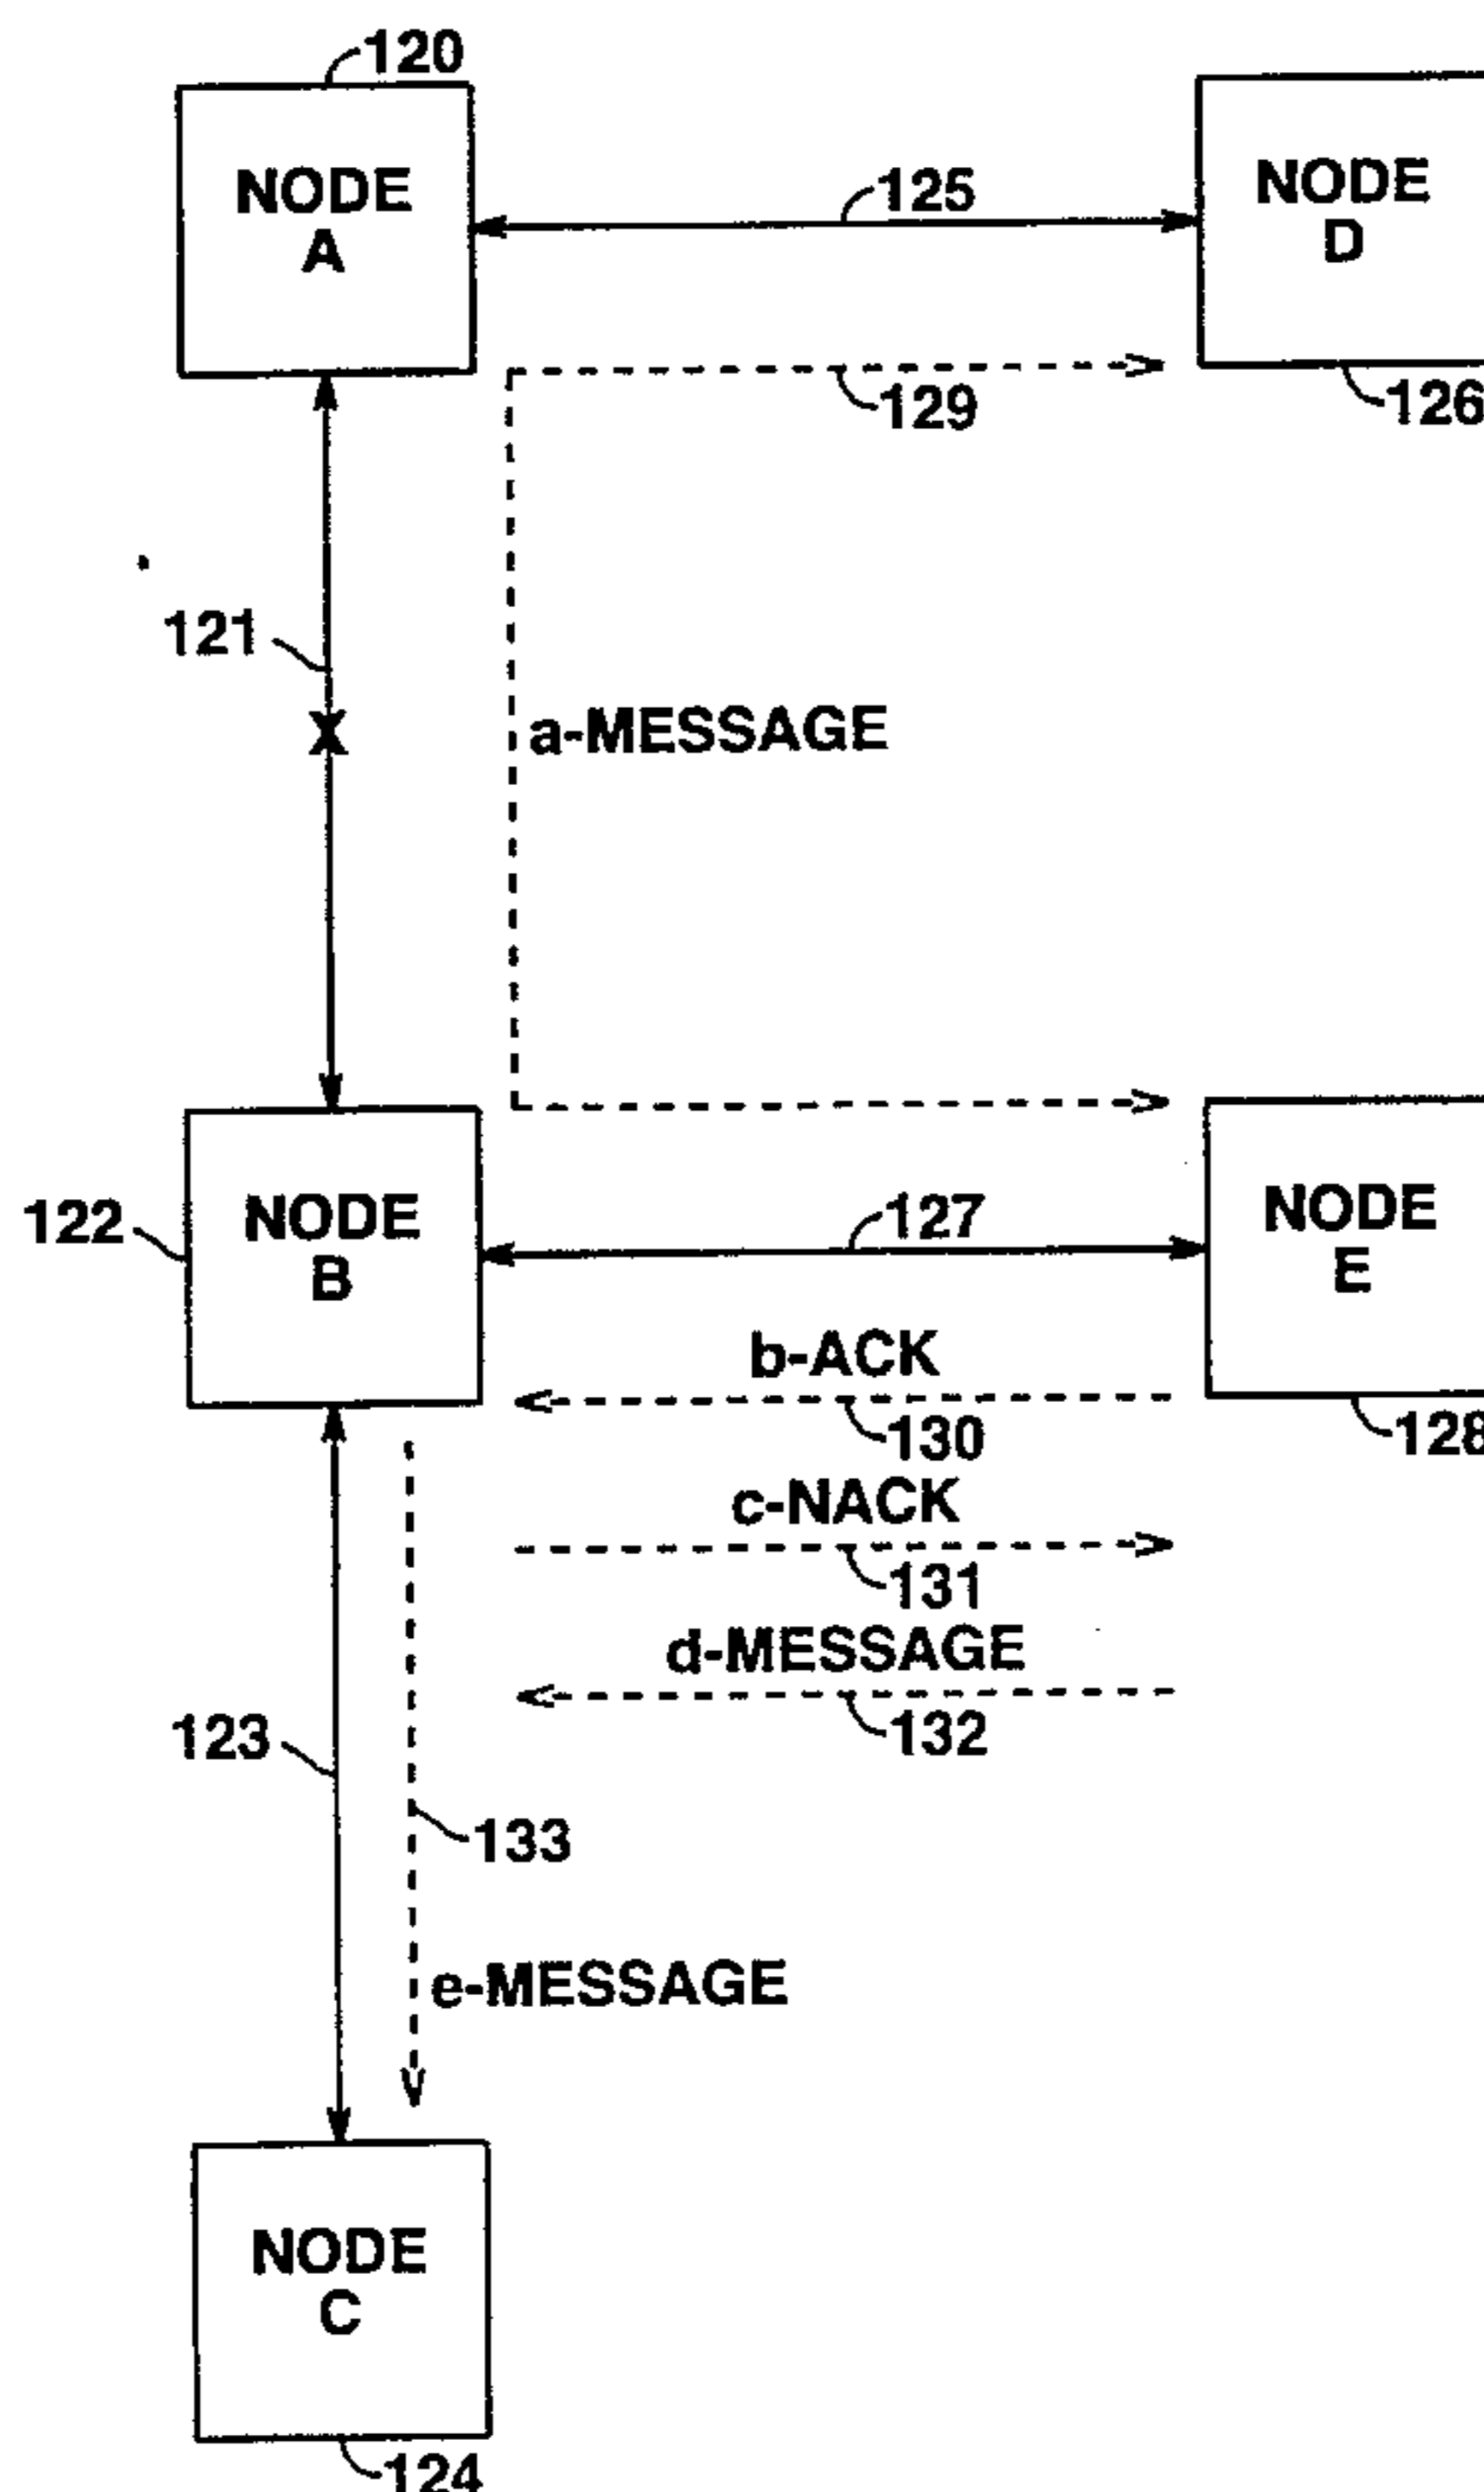 120
NODE
A
125
NODE
D
129
126
121
a-MESSAGE
122
NODE
B
127
NODE
E
b-ACK
130
128
c-NACK
131
d-MESSAGE
132
123
133
e-MESSAGE
NODE
C
124